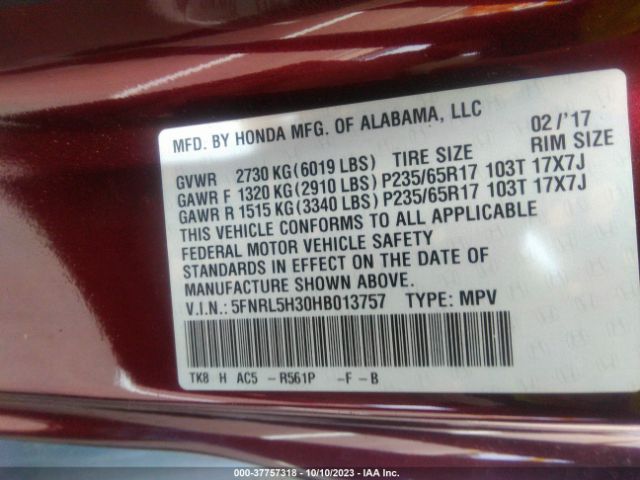 MFD. BY HONDA MFG. OF ALABAMA, LLC 02/'17
GVWR 2730 KG(6019 LBS) TIRE SIZE RIM SIZE
GAWR F 1320 KG(2910 LBS) P235/65R17 103T 17X7J
GAWR R 1515 KG(3340 LBS) P235/65R17 103T 17X7J
THIS VEHICLE CONFORMS TO ALL APPLICABLE
FEDERAL MOTOR VEHICLE SAFETY
STANDARDS IN EFFECT ON THE DATE OF
MANUFACTURE SHOWN ABOVE.
V.I.N.: 5FNRL5H30HB013757 TYPE: MPV
TK8 H AC5 - R561P -F - B
000-37757318 | 10/10/2023 - IAA Inc.